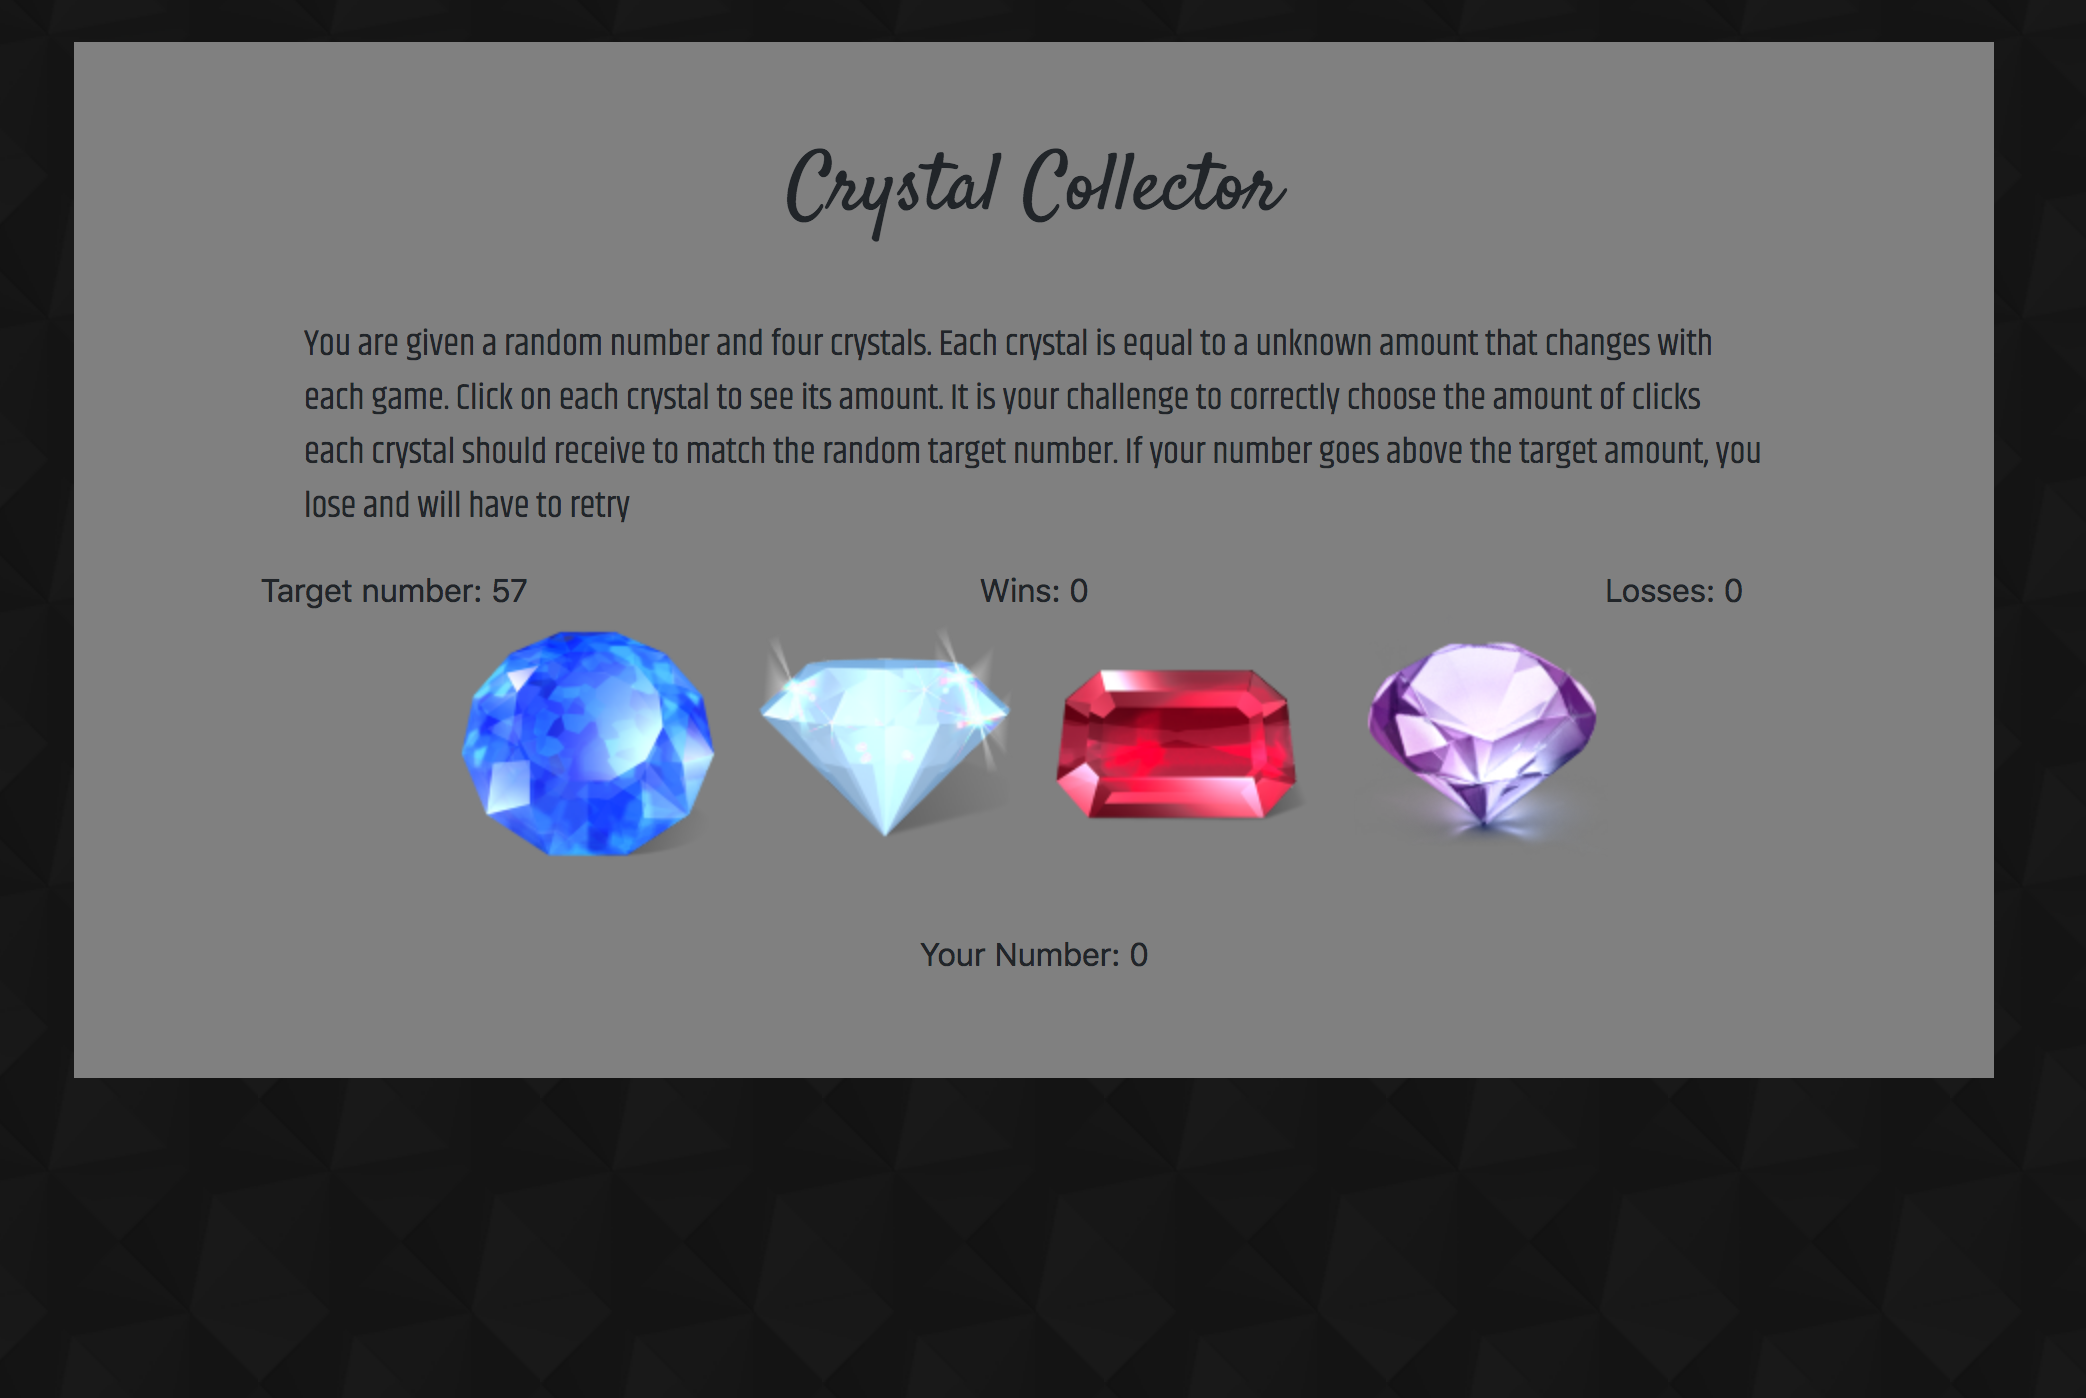 Crystal Collector
You are given a random number and four crystals. Each crystal is equal to a unknown amount that changes with
each game. Click on each crystal to see its amount. It is your challenge to correctly choose the amount of clicks
each crystal should receive to match the random target number. If your number goes above the target amount, you
lose and will have to retry
Target number: 57 Wins: 0 Losses: 0
Your Number: 0